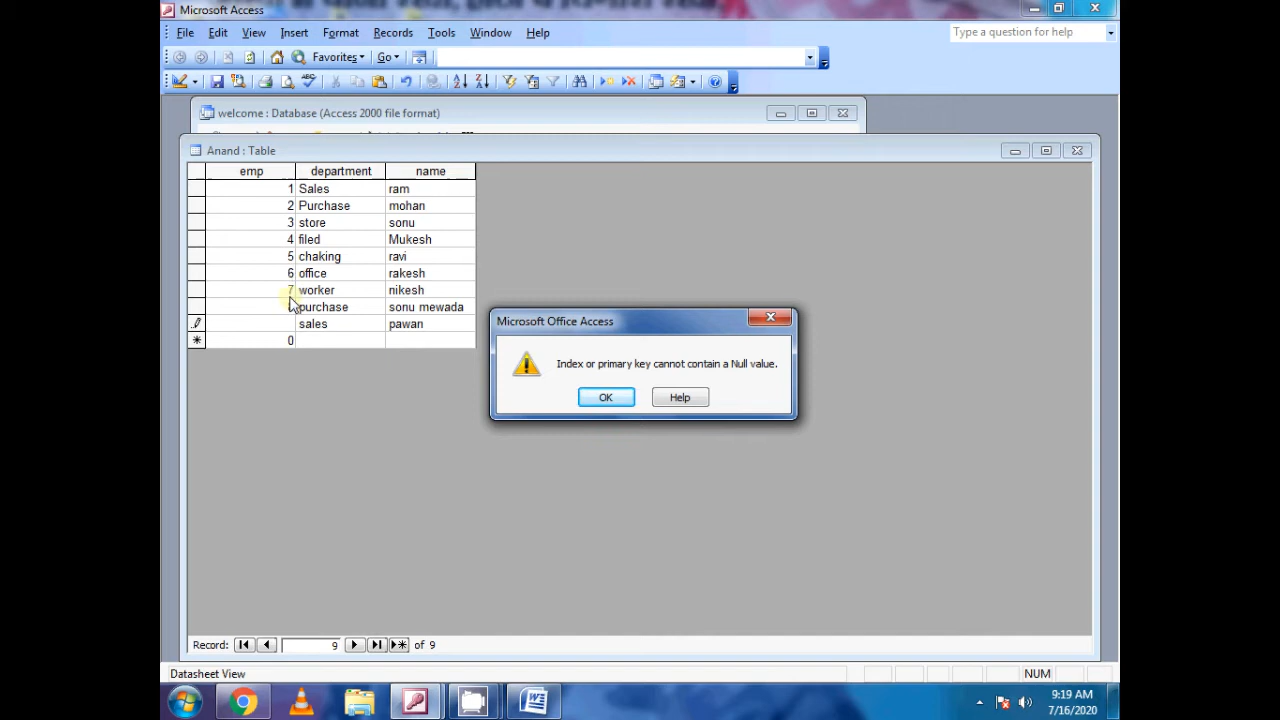 Microsoft Access
File Edit View Insert Format Records Tools Window Help
Type a question for help
Favorites Go
welcome : Database (Access 2000 file format)
Anand : Table
emp department name
1 Sales ram
2 Purchase mohan
3 store sonu
4 filed Mukesh
5 chaking ravi
6 office rakesh
7 worker nikesh
purchase sonu mewada
sales pawan
0
Microsoft Office Access
Index or primary key cannot contain a Null value.
OK Help
Record: 9 of 9
Datasheet View NUM
9:19 AM
7/16/2020